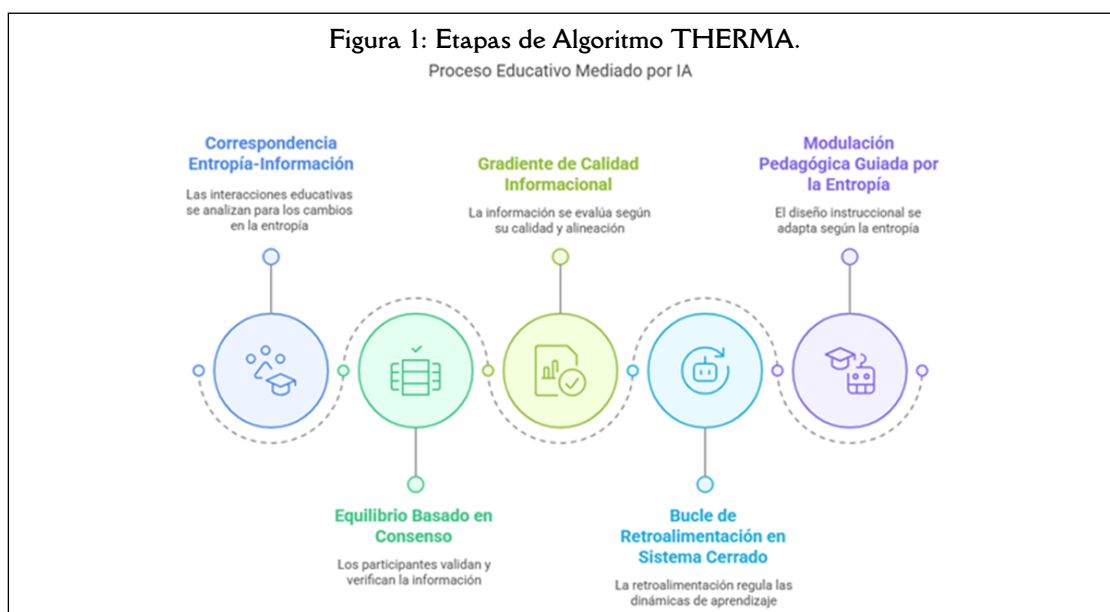 Figura 1: Etapas de Algoritmo THERMA.
Proceso Educativo Mediado por IA
Correspondencia
Entropía-Información
Las interacciones educativas
se analizan para los cambios
en la entropía
Gradiente de Calidad
Informacional
La información se evalúa según
su calidad y alineación
Modulación
Pedagógica Guiada por
la Entropía
El diseño instruccional se
adapta según la entropía
Equilibrio Basado en
Consenso
Los participantes validan y
verifican la información
Bucle de
Retroalimentación en
Sistema Cerrado
La retroalimentación regula las
dinámicas de aprendizaje